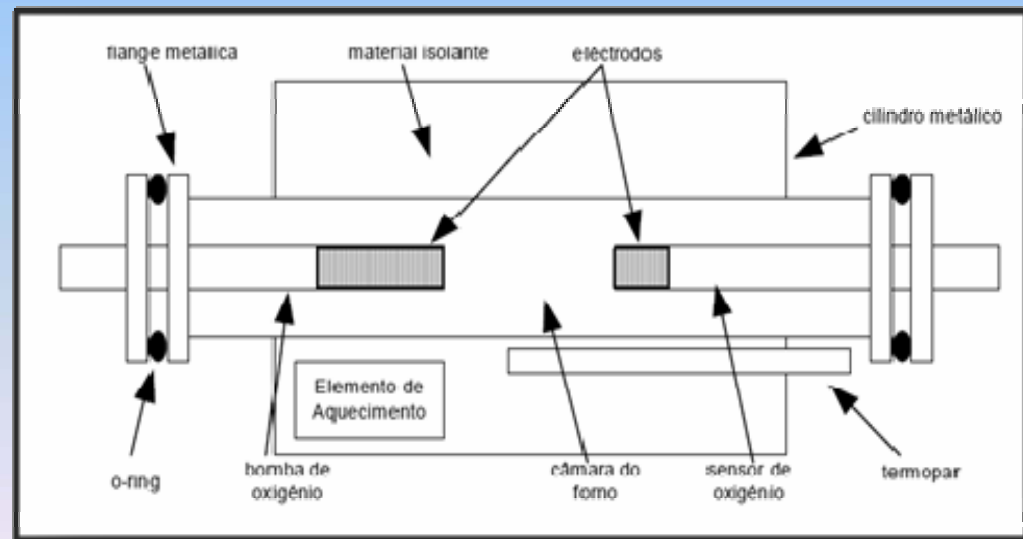 flange metálica
material isolante
eléctrodos
cilindro metálico
Elemento de
Aquecimento
o-ring
bomba de
oxigénio
câmara do
forno
sensor de
oxigénio
termopar